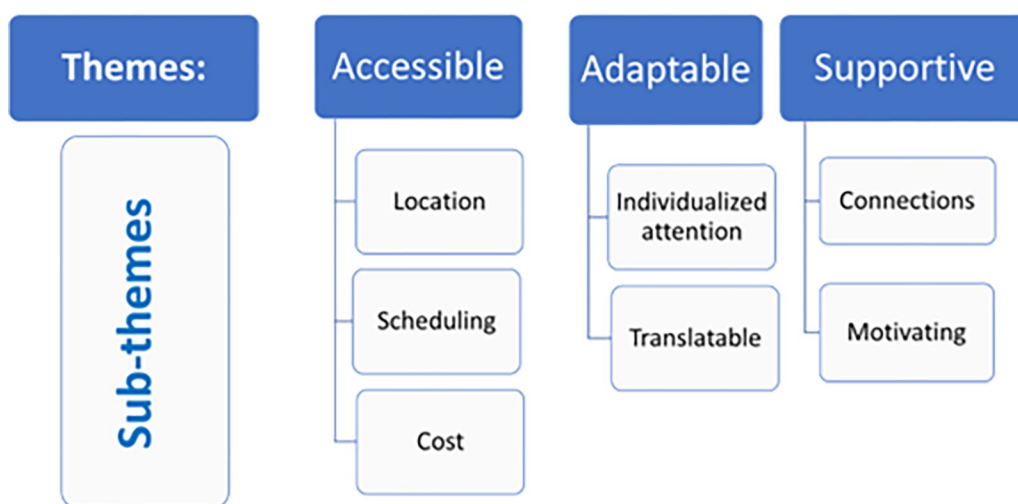 Themes:
Accessible
Adaptable
Supportive
Sub-themes
Location
Scheduling
Cost
Individualized
attention
Translatable
Connections
Motivating